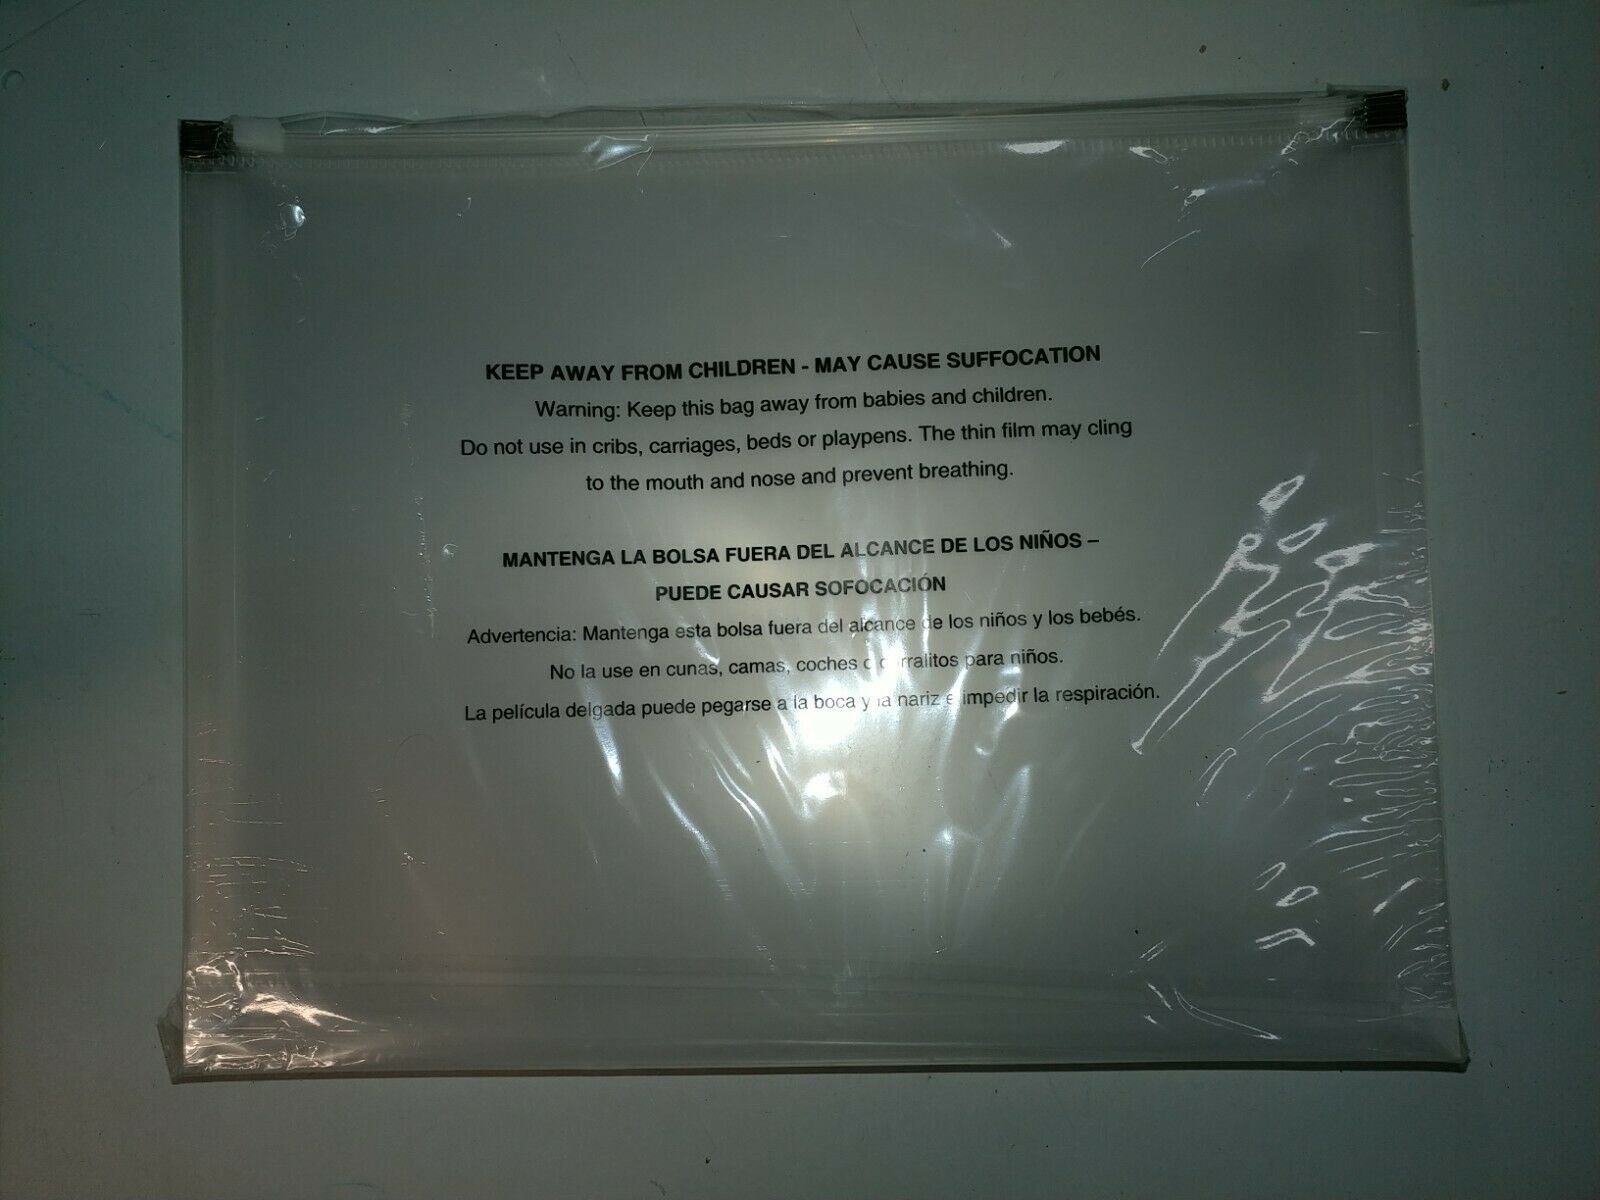 KEEP AWAY FROM CHILDREN - MAY CAUSE SUFFOCATION
Warning: Keep this bag away from babies and children.
Do not use in cribs, carriages, beds or playpens. The thin film may cling
to the mouth and nose and prevent breathing.
MANTENGA LA BOLSA FUERA DEL ALCANCE DE LOS NIÑOS –
PUEDE CAUSAR SOFOCACIÓN
Advertencia: Mantenga esta bolsa fuera del alcance de los niños y los bebés.
No la use en cunas, camas, coches para niños.
La película delgada puede pegarse a la boca y la nariz e impedir la respiración.